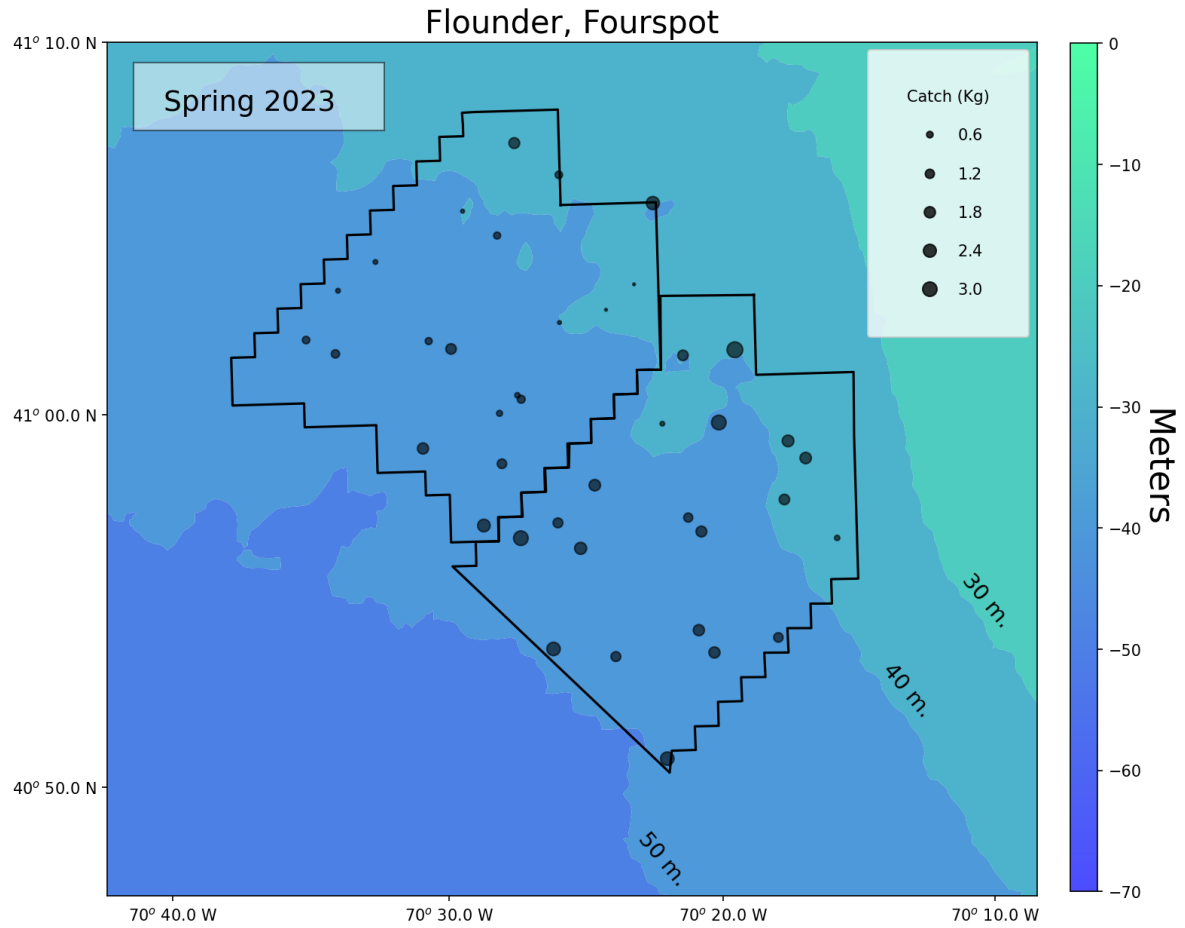 Flounder, Fourspot
Spring 2023
Catch (Kg)
0.6
1.2
1.8
2.4
3.0
41° 10.0 N
41° 00.0 N
40° 50.0 N
70° 40.0 W
70° 30.0 W
70° 20.0 W
70° 10.0 W
30 m.
40 m.
50 m.
0
−10
−20
−30
−40
−50
−60
−70
Meters